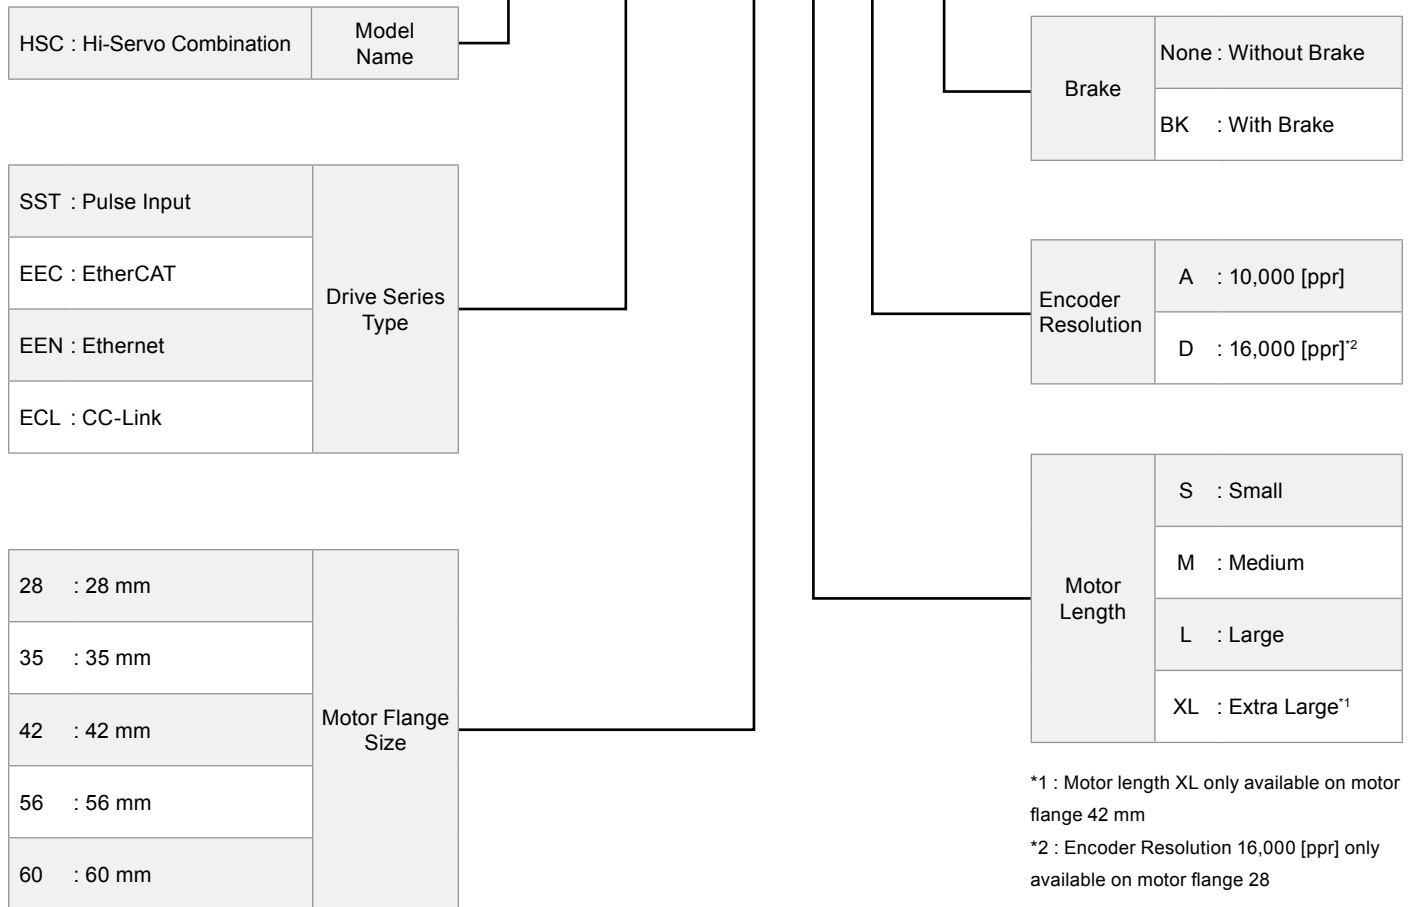 HSC : Hi-Servo Combination
Model
Name
SST : Pulse Input
EEC : EtherCAT
EEN : Ethernet
ECL : CC-Link
Drive Series
Type
28 : 28 mm
35 : 35 mm
42 : 42 mm
56 : 56 mm
60 : 60 mm
Motor Flange
Size
Brake
None : Without Brake
BK : With Brake
Encoder
Resolution
A : 10,000 [ppr]
D : 16,000 [ppr]*2
Motor
Length
S : Small
M : Medium
L : Large
XL : Extra Large*1
*1 : Motor length XL only available on motor
flange 42 mm
*2 : Encoder Resolution 16,000 [ppr] only
available on motor flange 28